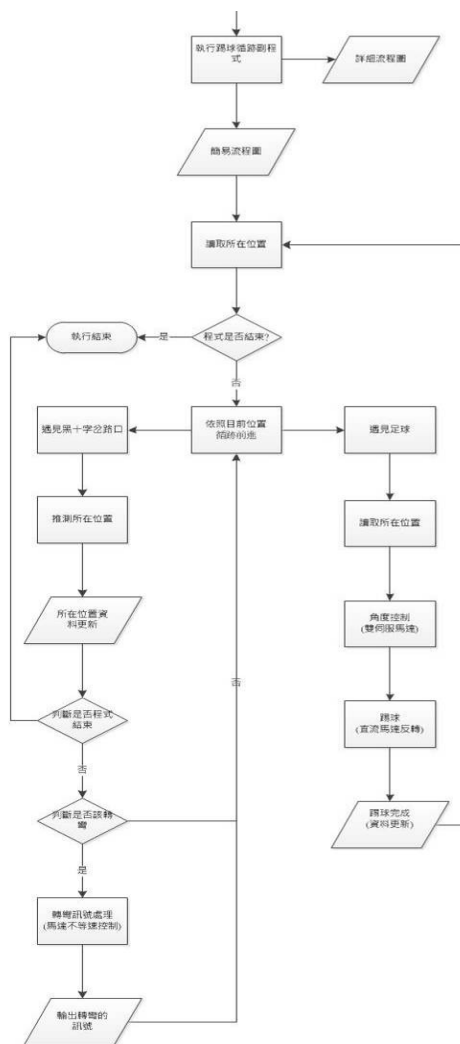 執行踢球循跡副程
式
詳細流程圖
簡易流程圖
讀取所在位置
程式是否結束?
是
執行結束
否
遇見黑十字岔路口
依照目前位置
循跡前進
遇見足球
推測所在位置
讀取所在位置
所在位置資
料更新
角度控制
(雙伺服馬達)
否
判斷是否程式
結束
踢球
(直流馬達反轉)
否
判斷是否該轉
彎
踢球完成
(資料更新)
是
轉彎訊號處理
(馬達不等速控制)
輸出轉彎的
訊號